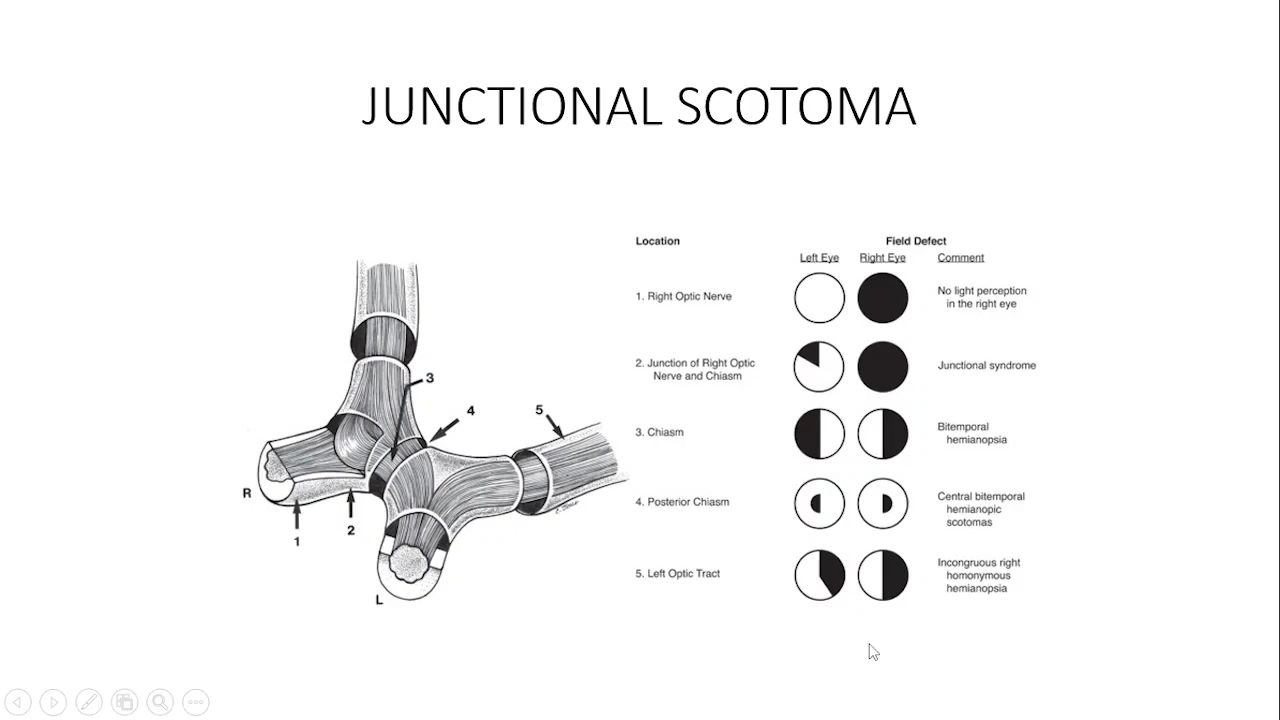 JUNCTIONAL SCOTOMA
Location
Field Defect
Left Eye
Right Eye
Comment
1. Right Optic Nerve
No light perception
in the right eye
2. Junction of Right Optic
Nerve and Chiasm
Junctional syndrome
3. Chiasm
Bitemporal
hemianopsia
4. Posterior Chiasm
Central bitemporal
hemianopic
scotomas
5. Left Optic Tract
Incongruous right
homonymous
hemianopsia
3
4
5
R
1
2
L